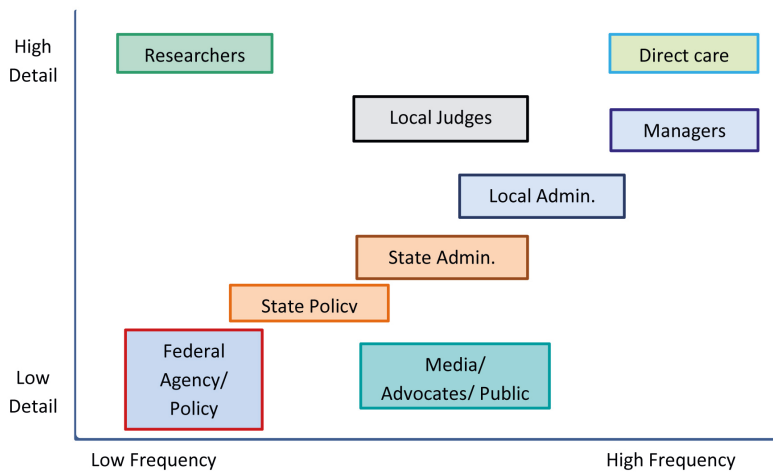 High
Detail
Researchers
Direct care
Local Judges
Managers
Local Admin.
State Admin.
State Policy
Federal
Agency/
Policy
Media/
Advocates/ Public
Low
Detail
Low Frequency
High Frequency